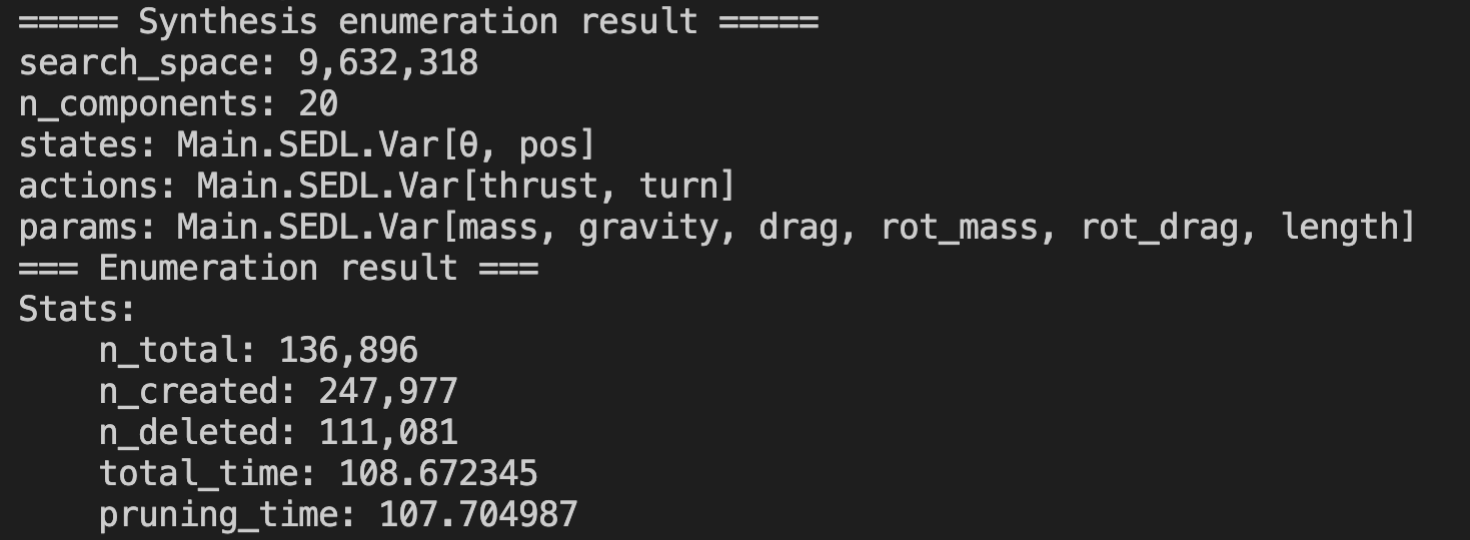 ===== Synthesis enumeration result =====
search_space: 9,632,318
n_components: 20
states: Main.SEDL.Var[θ, pos]
actions: Main.SEDL.Var[thrust, turn]
params: Main.SEDL.Var[mass, gravity, drag, rot_mass, rot_drag, length]
=== Enumeration result ===
Stats:
    n_total: 136,896
    n_created: 247,977
    n_deleted: 111,081
    total_time: 108.672345
    pruning_time: 107.704987